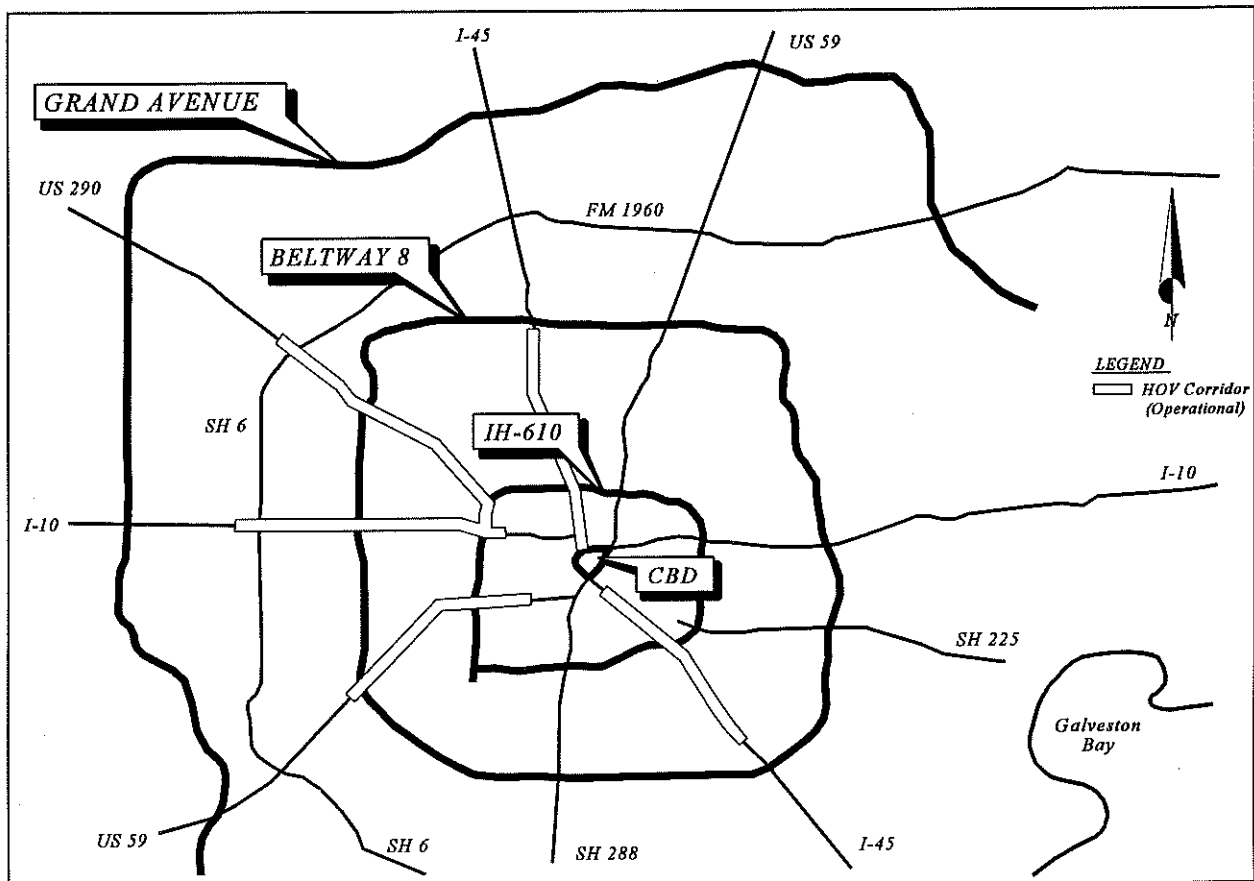 I-45
US 59
GRAND AVENUE
US 290
FM 1960
BELTWAY 8
N
LEGEND
HOV Corridor
(Operational)
SH 6
IH-610
I-10
I-10
CBD
SH 225
Galveston
Bay
US 59
SH 6
SH 288
I-45